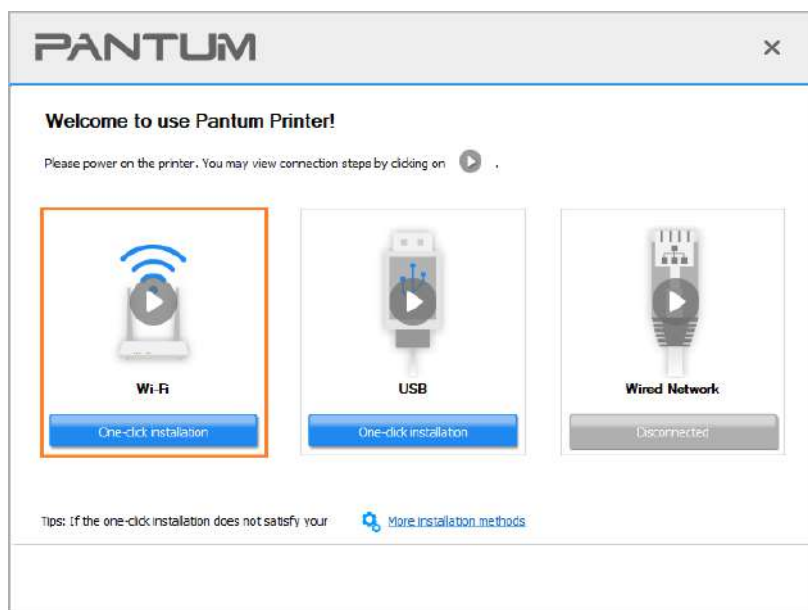 PANTUM
Welcome to use Pantum Printer!
Please power on the printer. You may view connection steps by clicking on .
Wi-Fi
USB
Wired Network
One-click installation
One-click installation
Disconnected
Tips: If the one-click installation does not satisfy your More installation methods